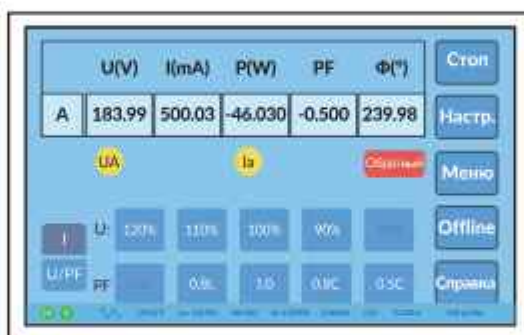 U(V) I(mA) P(W) PF Φ(°) Стоп
A 183.99 500.03 -46.030 -0.500 239.98 Настр.
UA Ia Меню
I U: 120% 110% 100% 90% Offline
U/PF PF 0.8L 1.0 0.8C 0.5C Справка